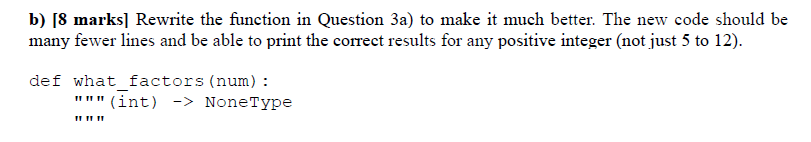 b) [8 marks] Rewrite the function in Question 3a) to make it much better. The new code should be
many fewer lines and be able to print the correct results for any positive integer (not just 5 to 12).
def what_factors(num):
    """(int) -> NoneType
    """